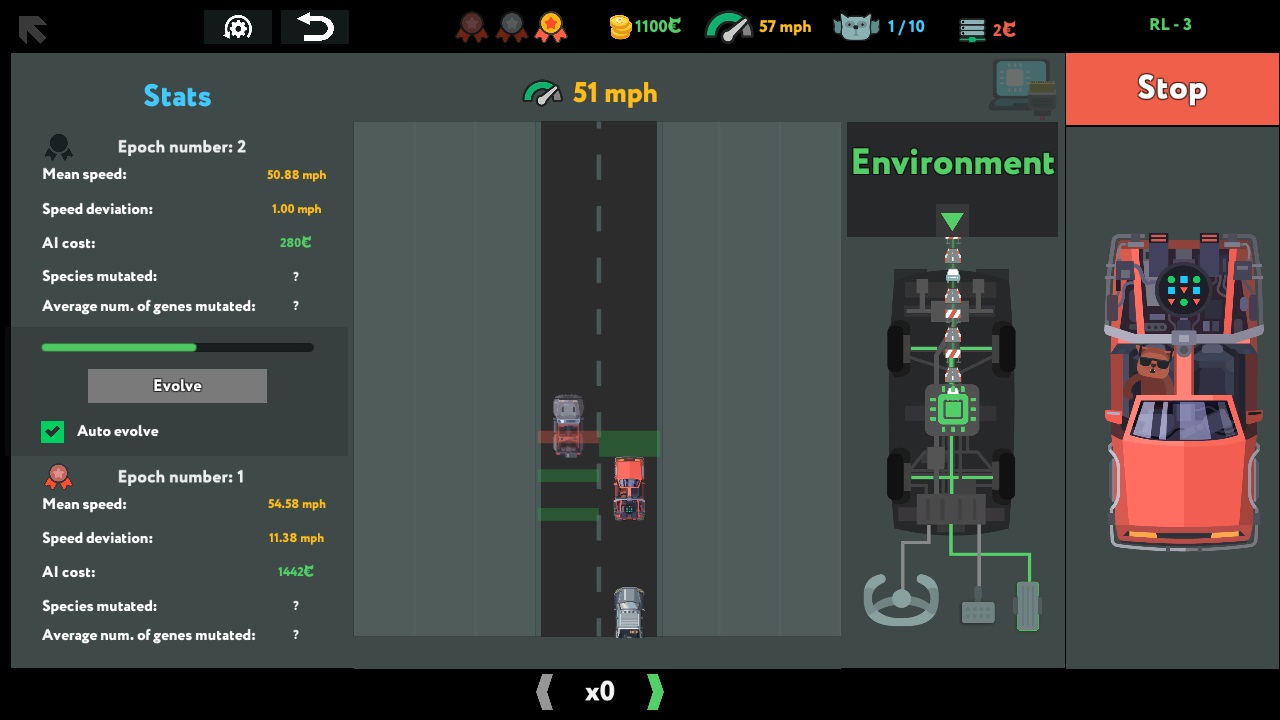 1100€
57 mph
1 / 10
2€
RL - 3
Stats
51 mph
Stop
Epoch number: 2
Mean speed: 50.88 mph
Speed deviation: 1.00 mph
AI cost: 280€
Species mutated: ?
Average num. of genes mutated: ?
Environment
Evolve
Auto evolve
Epoch number: 1
Mean speed: 54.58 mph
Speed deviation: 11.38 mph
AI cost: 1442€
Species mutated: ?
Average num. of genes mutated: ?
x0